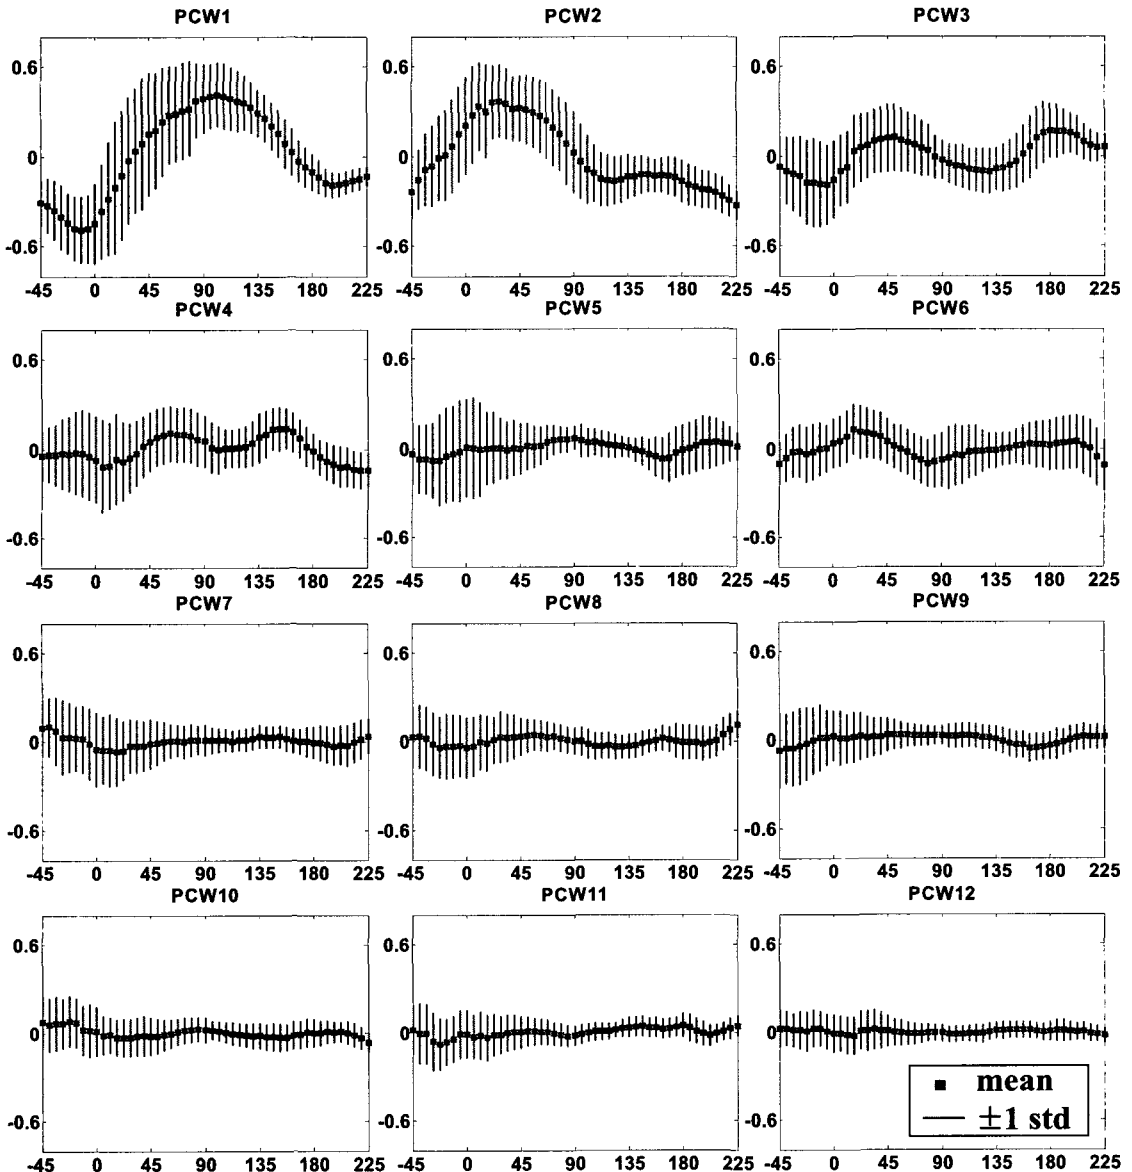 PCW1 PCW2 PCW3
0.6 0.6 0.6
0 0 0
-0.6 -0.6 -0.6
-45 0 45 90 135 180 225 -45 0 45 90 135 180 225 -45 0 45 90 135 180 225
PCW4 PCW5 PCW6
0.6 0.6 0.6
0 0 0
-0.6 -0.6 -0.6
-45 0 45 90 135 180 225 -45 0 45 90 135 180 225 -45 0 45 90 135 180 225
PCW7 PCW8 PCW9
0.6 0.6 0.6
0 0 0
-0.6 -0.6 -0.6
-45 0 45 90 135 180 225 -45 0 45 90 135 180 225 -45 0 45 90 135 180 225
PCW10 PCW11 PCW12
0.6 0.6 0.6
0 0 0
-0.6 -0.6 -0.6
-45 0 45 90 135 180 225 -45 0 45 90 135 180 225 -45 0 45 90 135 180 225
mean
±1 std